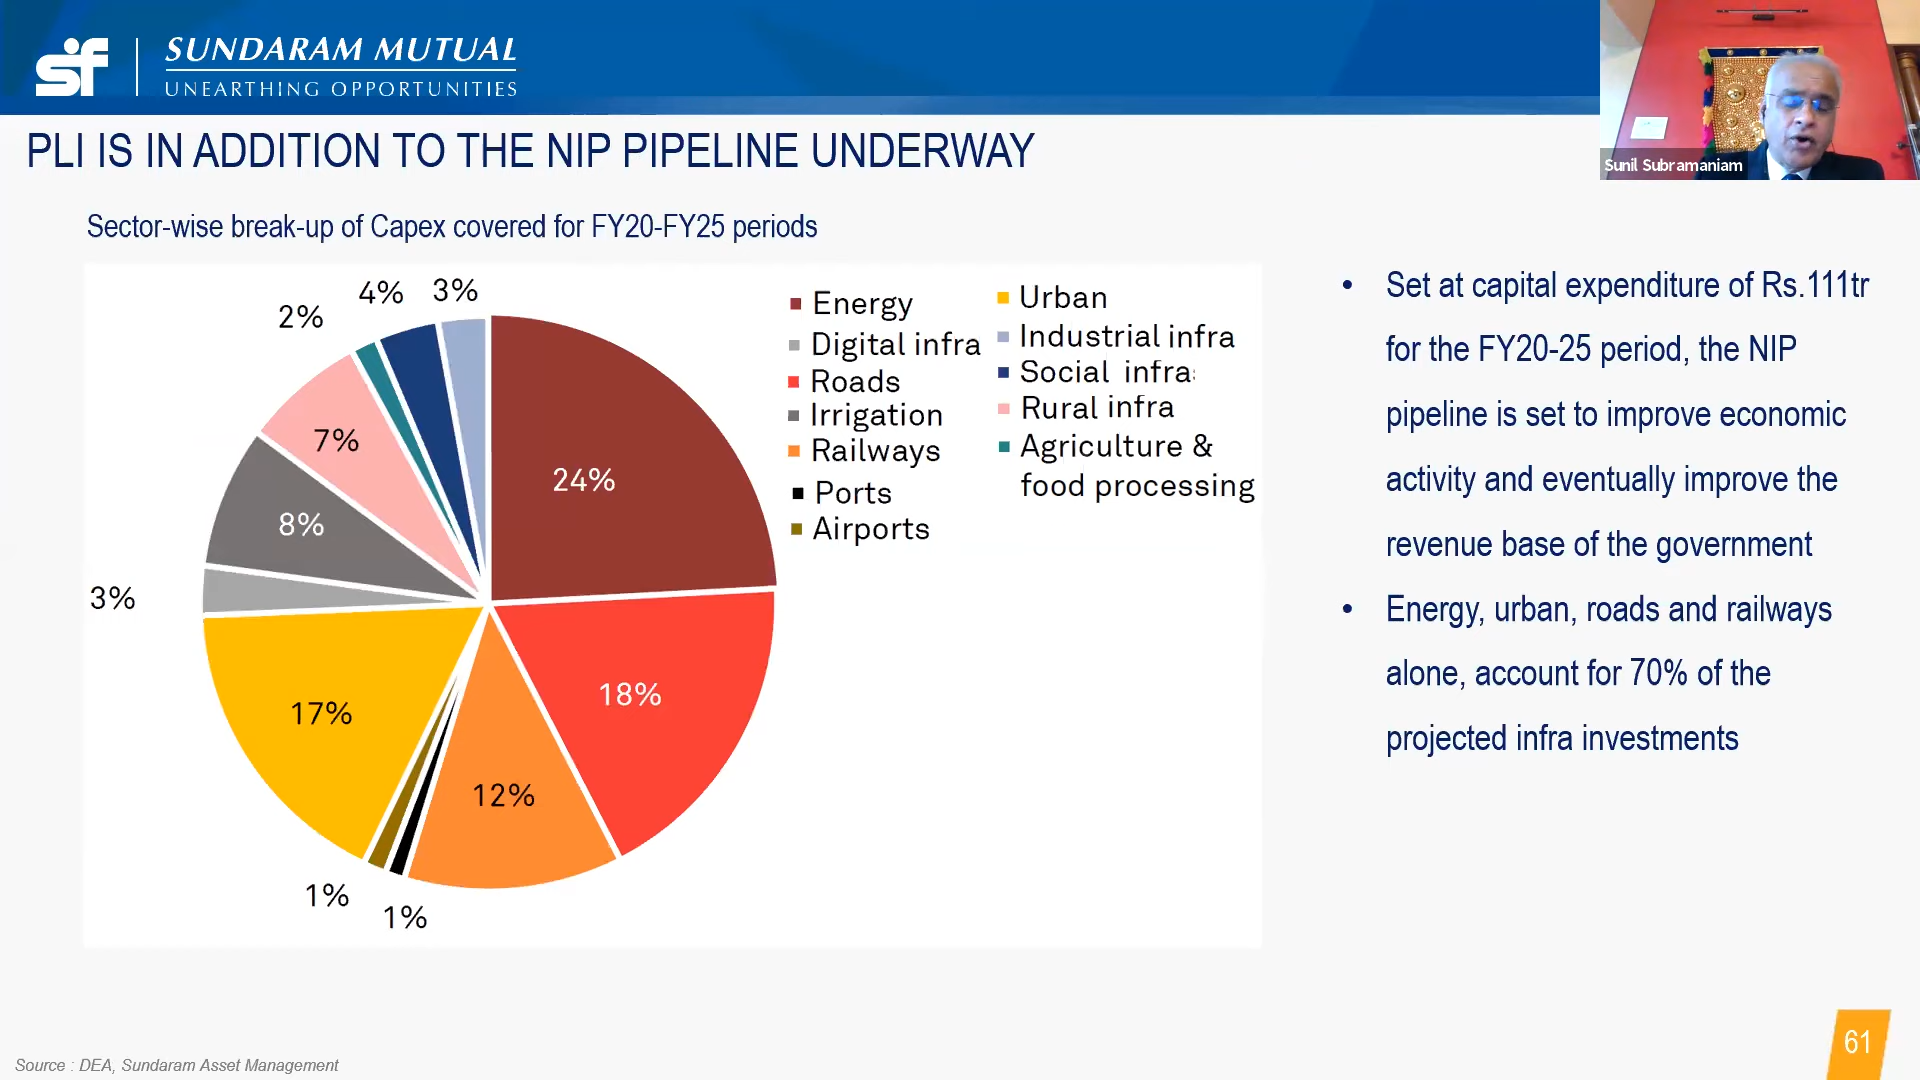 sf
SUNDARAM MUTUAL
UNEARTHING OPPORTUNITIES
Sunil Subramaniam
PLI IS IN ADDITION TO THE NIP PIPELINE UNDERWAY
Sector-wise break-up of Capex covered for FY20-FY25 periods
2%
4%
3%
7%
24%
8%
3%
18%
17%
12%
1%
1%
Energy
Digital infra
Roads
Irrigation
Railways
Ports
Airports
Urban
Industrial infra
Social infra
Rural infra
Agriculture &
food processing
• Set at capital expenditure of Rs.111tr
for the FY20-25 period, the NIP
pipeline is set to improve economic
activity and eventually improve the
revenue base of the government
• Energy, urban, roads and railways
alone, account for 70% of the
projected infra investments
61
Source : DEA, Sundaram Asset Management